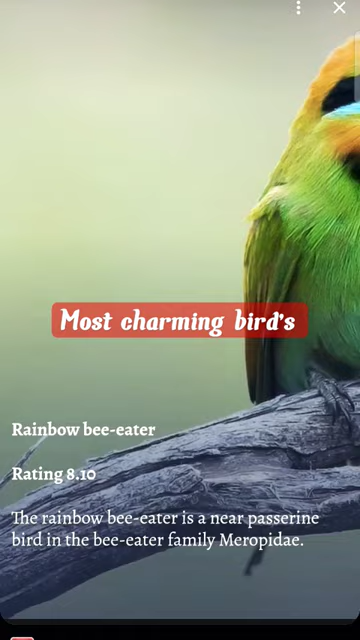 Most charming bird's
Rainbow bee-eater
Rating 8.10
The rainbow bee-eater is a near passerine
bird in the bee-eater family Meropidae.